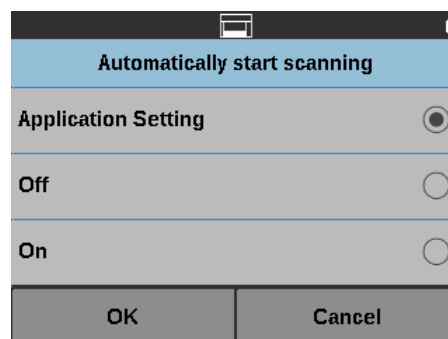 Automatically start scanning
Application Setting
Off
On
OK Cancel